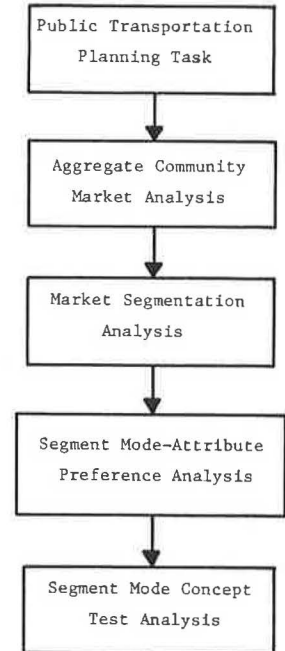 Public Transportation
Planning Task
Aggregate Community
Market Analysis
Market Segmentation
Analysis
Segment Mode-Attribute
Preference Analysis
Segment Mode Concept
Test Analysis